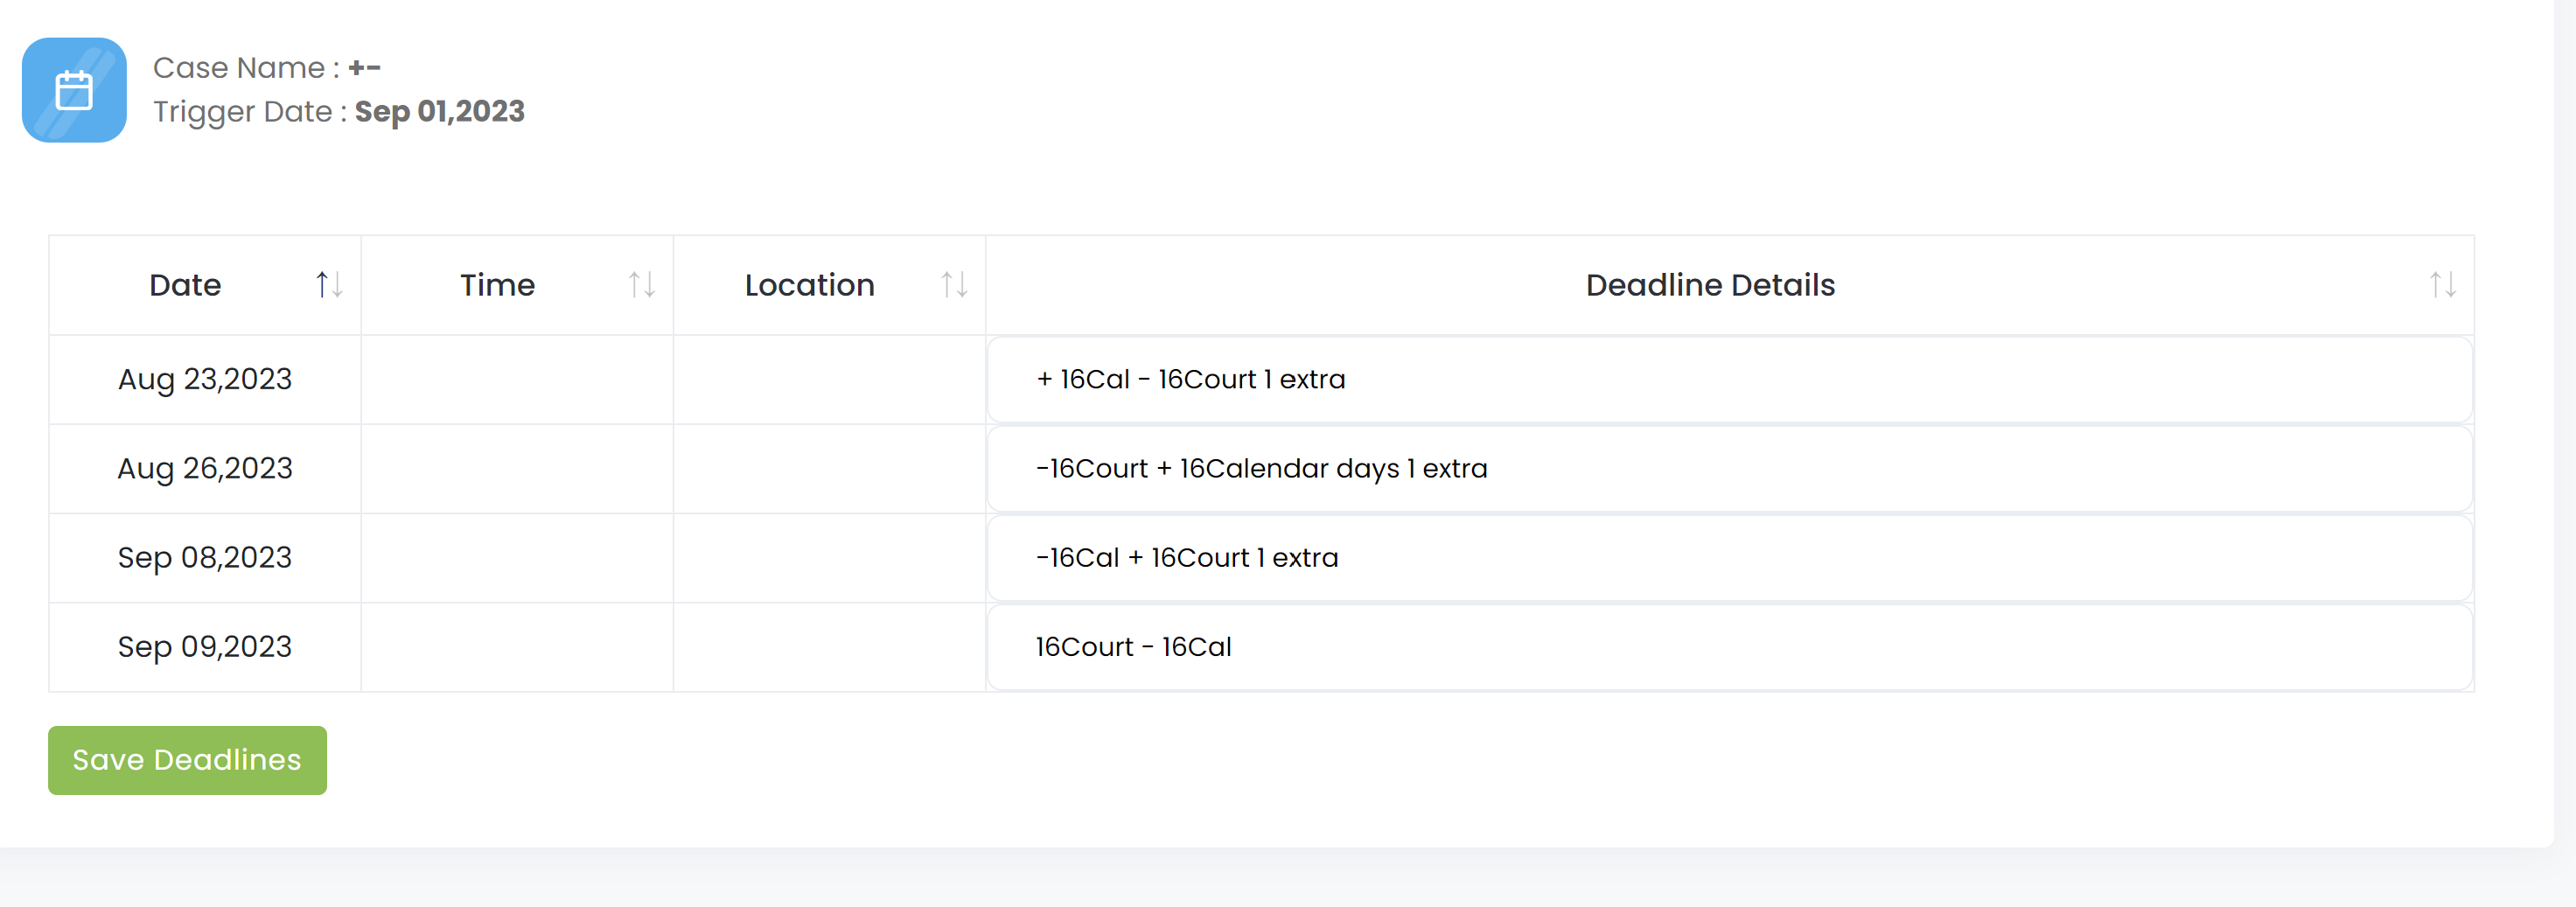 Case Name : +-
Trigger Date : Sep 01,2023
Date Time Location Deadline Details
Aug 23,2023 + 16Cal - 16Court 1 extra
Aug 26,2023 -16Court + 16Calendar days 1 extra
Sep 08,2023 -16Cal + 16Court 1 extra
Sep 09,2023 16Court - 16Cal
Save Deadlines